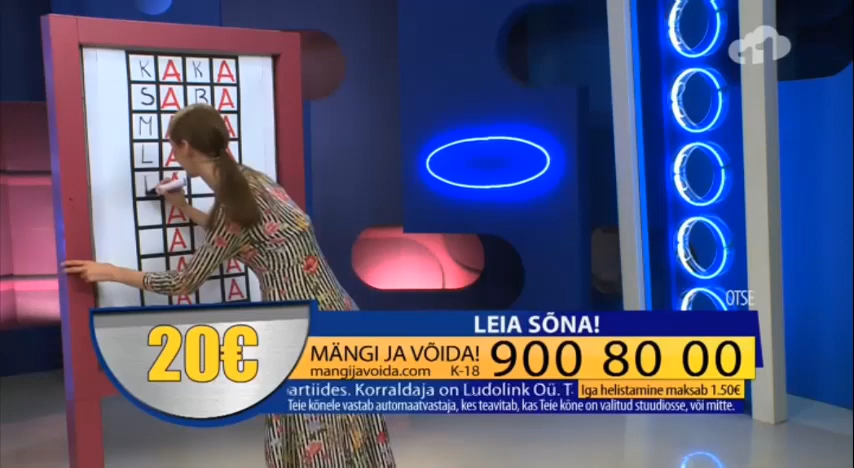 11
K A K A
S A B A
M A A
L A
A
A
A A
A A
A A
OTSE
LEIA SÕNA!
20€
MÄNGI JA VÕIDA! 900 80 00
mangijavoida.com K-18
artiides. Korraldaja on Ludolink Oü. T Iga helistamine maksab 1.50€
Teie kõnele vastab automaatvastaja, kes teavitab, kas Teie kõne on valitud stuudiosse, või mitte.